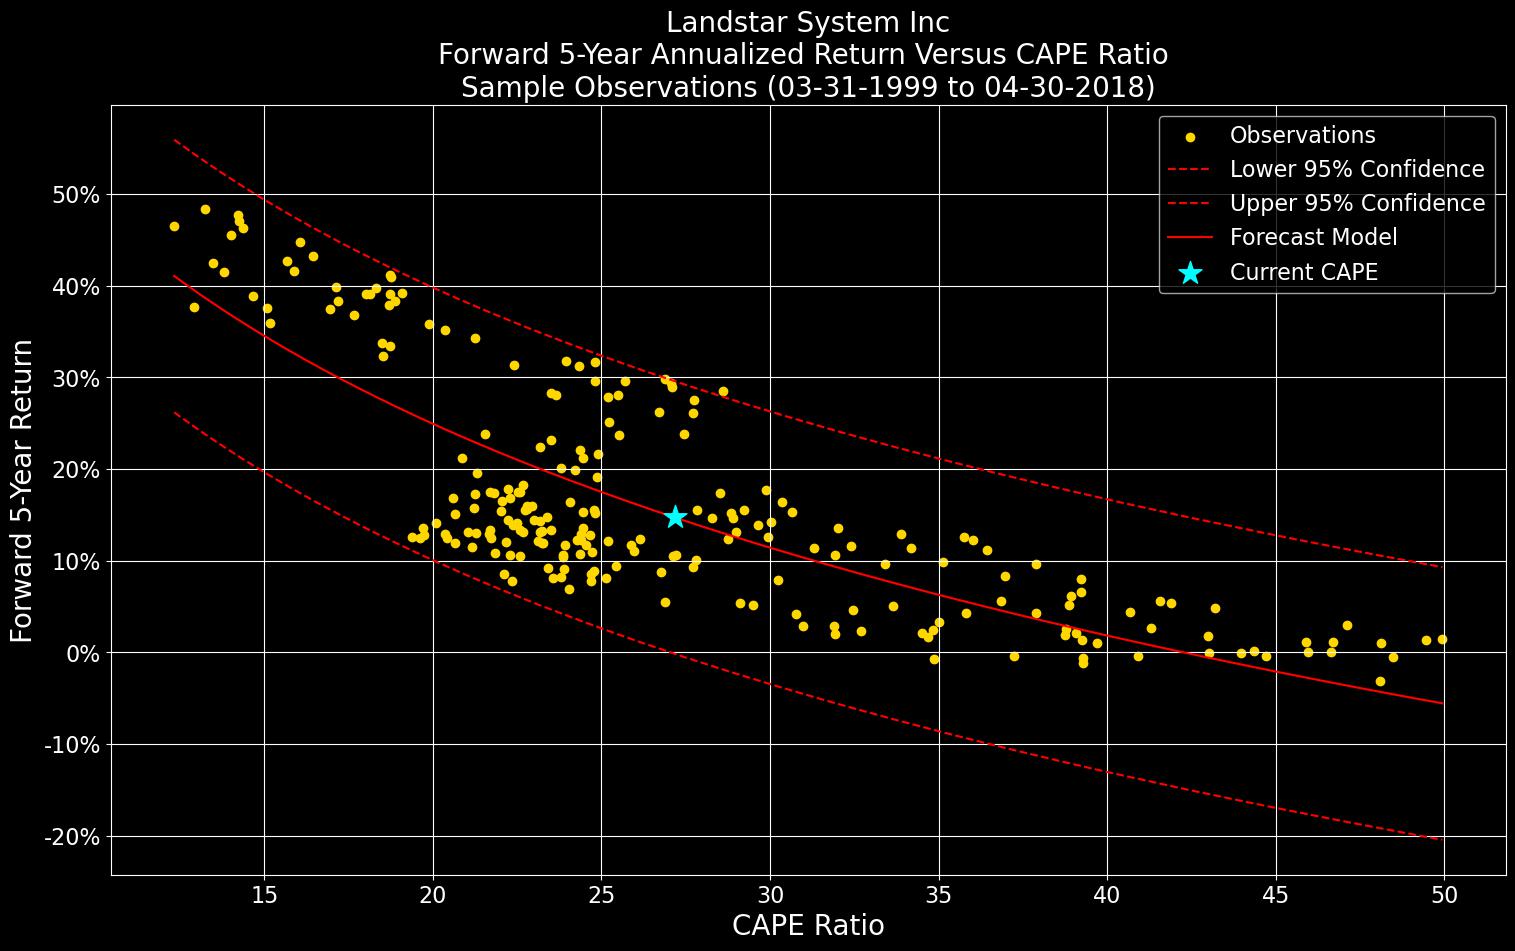 Landstar System Inc
Forward 5-Year Annualized Return Versus CAPE Ratio
Sample Observations (03-31-1999 to 04-30-2018)
Observations
Lower 95% Confidence
Upper 95% Confidence
Forecast Model
Current CAPE
Forward 5-Year Return
50%
40%
30%
20%
10%
0%
-10%
-20%
15 20 25 30 35 40 45 50
CAPE Ratio